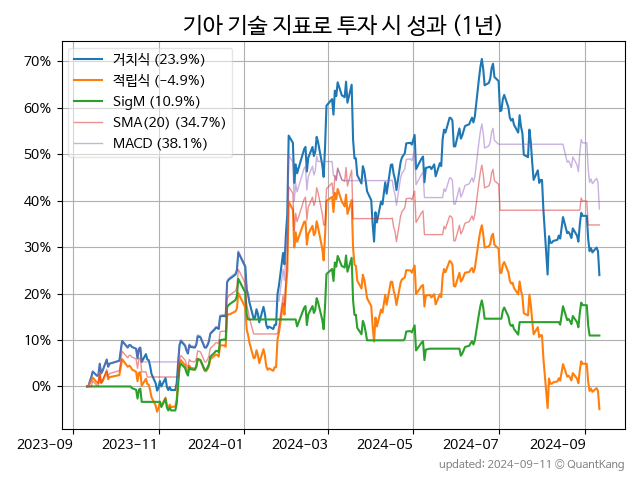 기아 기술 지표로 투자 시 성과 (1년)
거치식 (23.9%)
적립식 (−4.9%)
SigM (10.9%)
SMA(20) (34.7%)
MACD (38.1%)
70%
60%
50%
40%
30%
20%
10%
0%
2023-09
2023-11
2024-01
2024-03
2024-05
2024-07
2024-09
updated: 2024-09-11 ⓒ QuantKang